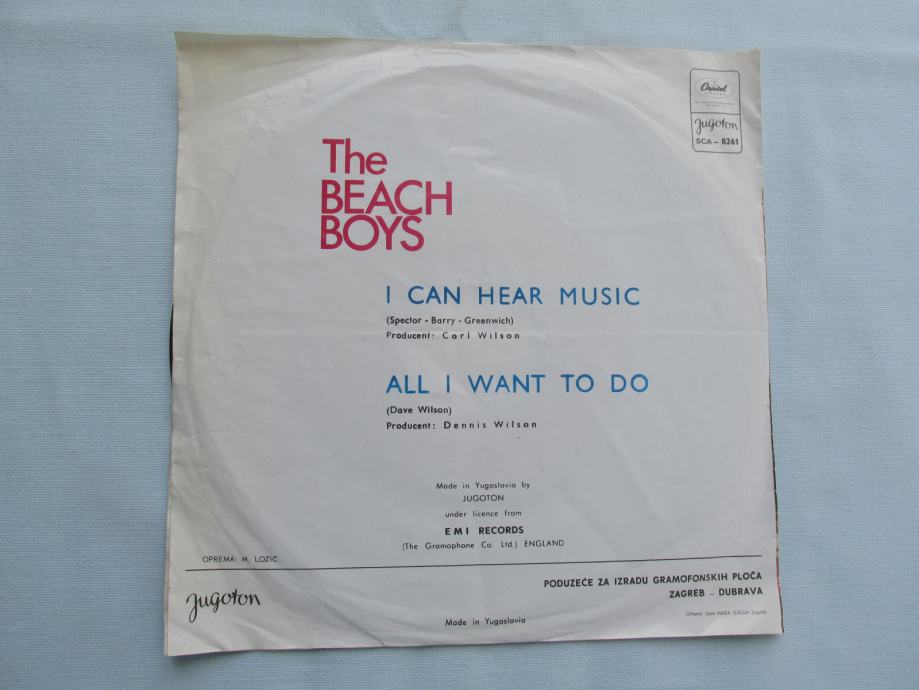 Capitol
Jugoton
SCA - 8261
The
BEACH
BOYS
I CAN HEAR MUSIC
(Spector - Barry - Greenwich)
Producent: Carl Wilson
ALL I WANT TO DO
(Dave Wilson)
Producent: Dennis Wilson
Made in Yugoslavia by
JUGOTON
under licence from
EMI RECORDS
(The Gramophone Co. Ltd.) ENGLAND
OPREMA: M. LOZIĆ
Jugoton
PODUZEĆE ZA IZRADU GRAMOFONSKIH PLOČA
ZAGREB - DUBRAVA
Made in Yugoslavia